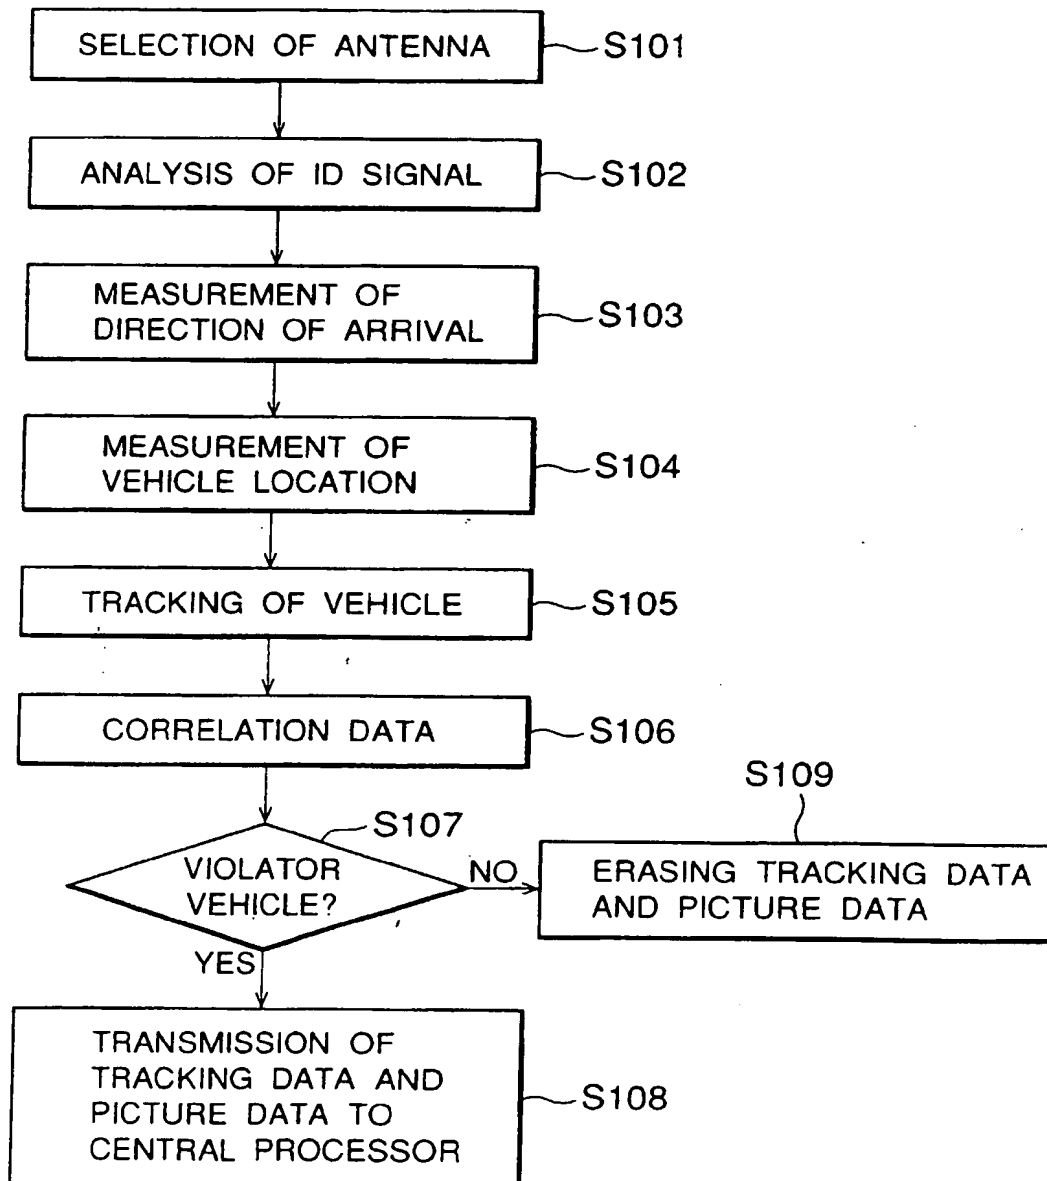 SELECTION OF ANTENNA
S101
ANALYSIS OF ID SIGNAL
S102
MEASUREMENT OF
DIRECTION OF ARRIVAL
S103
MEASUREMENT OF
VEHICLE LOCATION
S104
TRACKING OF VEHICLE
S105
CORRELATION DATA
S106
S107
VIOLATOR
VEHICLE?
NO
S109
ERASING TRACKING DATA
AND PICTURE DATA
YES
TRANSMISSION OF
TRACKING DATA AND
PICTURE DATA TO
CENTRAL PROCESSOR
S108